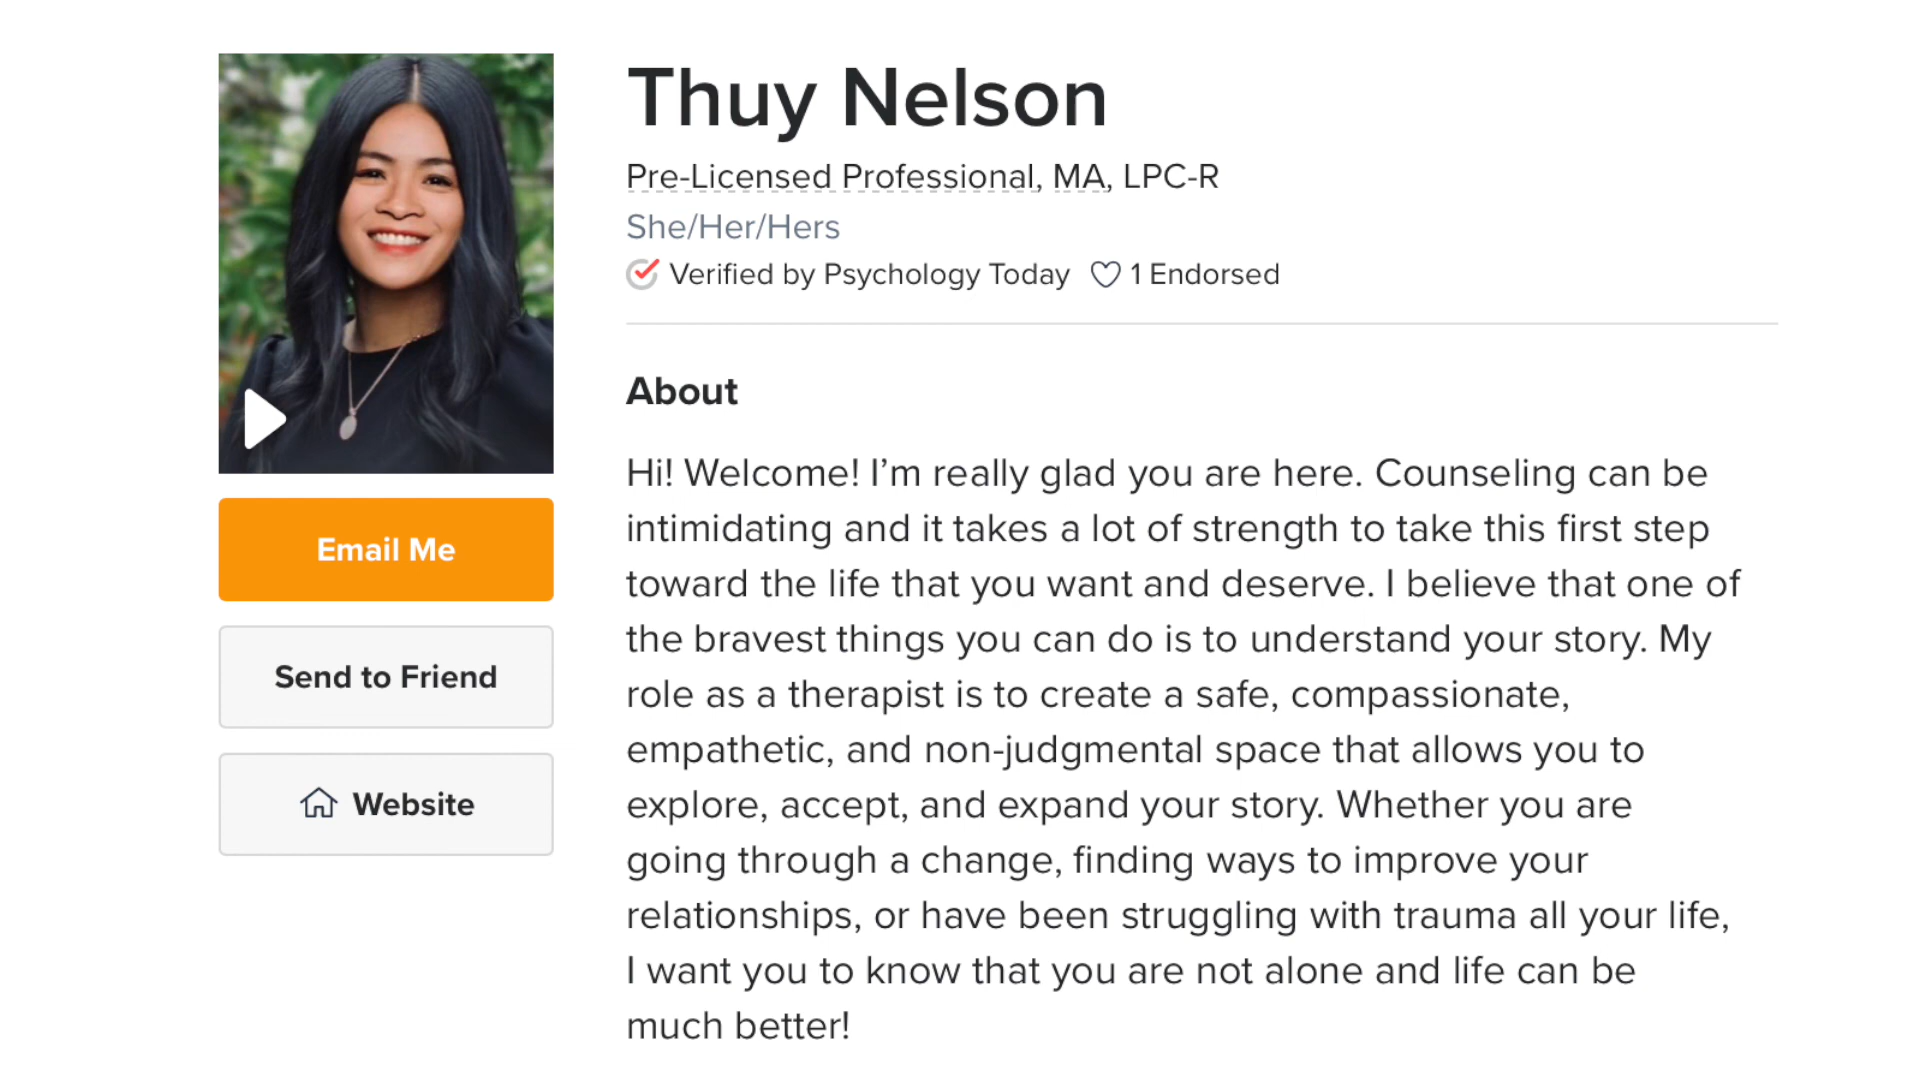 Thuy Nelson
Pre-Licensed Professional, MA, LPC-R
She/Her/Hers
Verified by Psychology Today 1 Endorsed
About
Hi! Welcome! I’m really glad you are here. Counseling can be
intimidating and it takes a lot of strength to take this first step
toward the life that you want and deserve. I believe that one of
the bravest things you can do is to understand your story. My
role as a therapist is to create a safe, compassionate,
empathetic, and non-judgmental space that allows you to
explore, accept, and expand your story. Whether you are
going through a change, finding ways to improve your
relationships, or have been struggling with trauma all your life,
I want you to know that you are not alone and life can be
much better!
Email Me
Send to Friend
Website